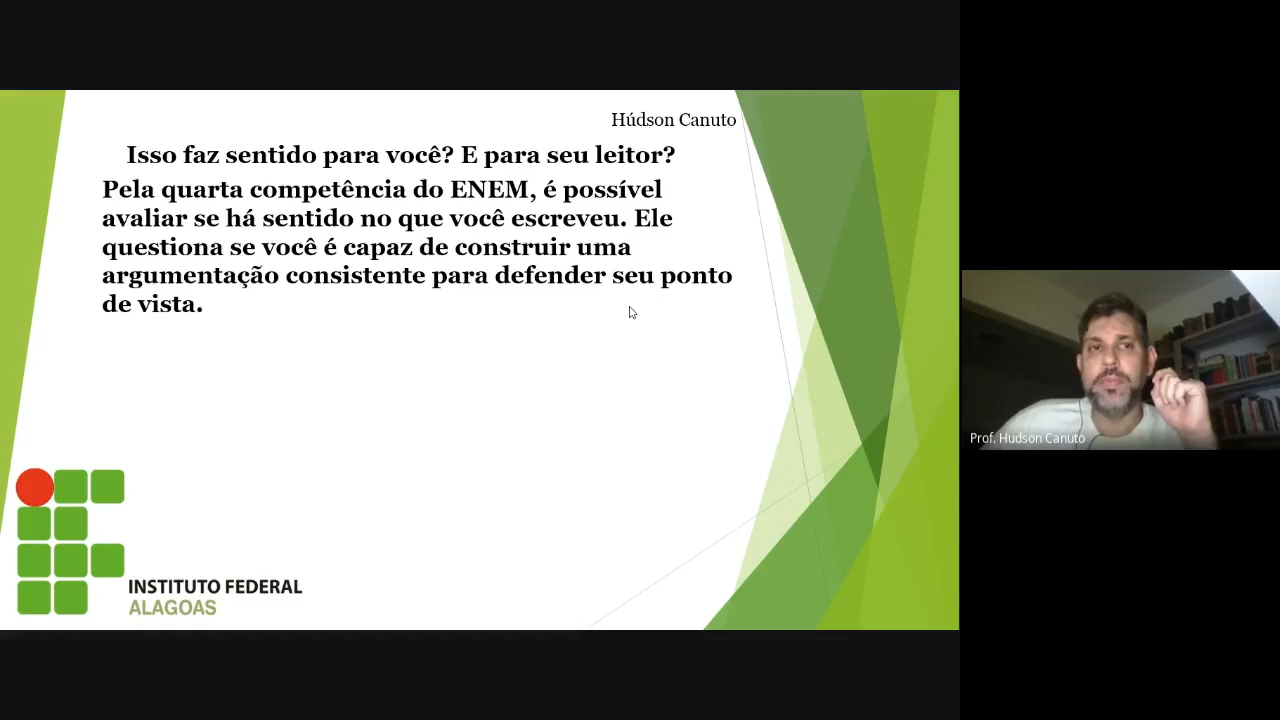 Húdson Canuto
Isso faz sentido para você? E para seu leitor?
Pela quarta competência do ENEM, é possível
avaliar se há sentido no que você escreveu. Ele
questiona se você é capaz de construir uma
argumentação consistente para defender seu ponto
de vista.
INSTITUTO FEDERAL
ALAGOAS
Prof. Hudson Canuto